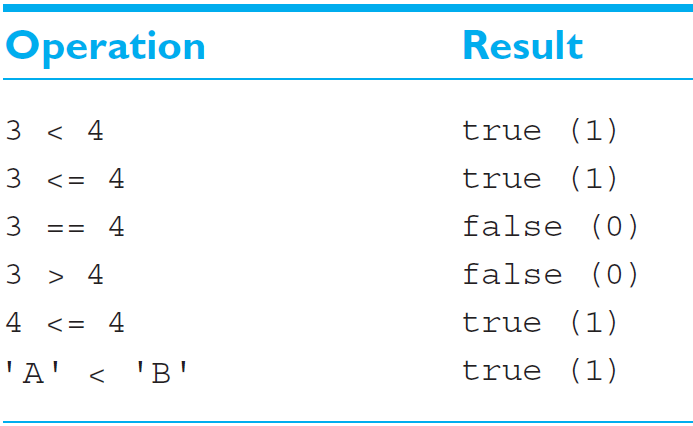 Operation Result
3 < 4 true (1)
3 <= 4 true (1)
3 == 4 false (0)
3 > 4 false (0)
4 <= 4 true (1)
'A' < 'B' true (1)